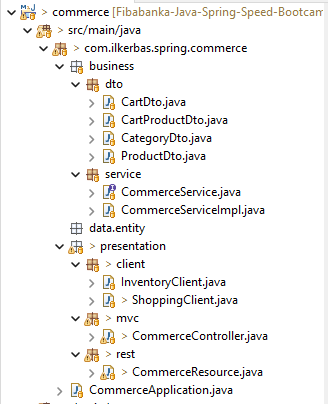 > commerce [Fibabanka-Java-Spring-Speed-Bootcam
> src/main/java
> com.ilkerbas.spring.commerce
business
dto
CartDto.java
CartProductDto.java
CategoryDto.java
ProductDto.java
service
CommerceService.java
CommerceServiceImpl.java
data.entity
> presentation
> client
InventoryClient.java
> ShoppingClient.java
> mvc
> CommerceController.java
> rest
> CommerceResource.java
CommerceApplication.java